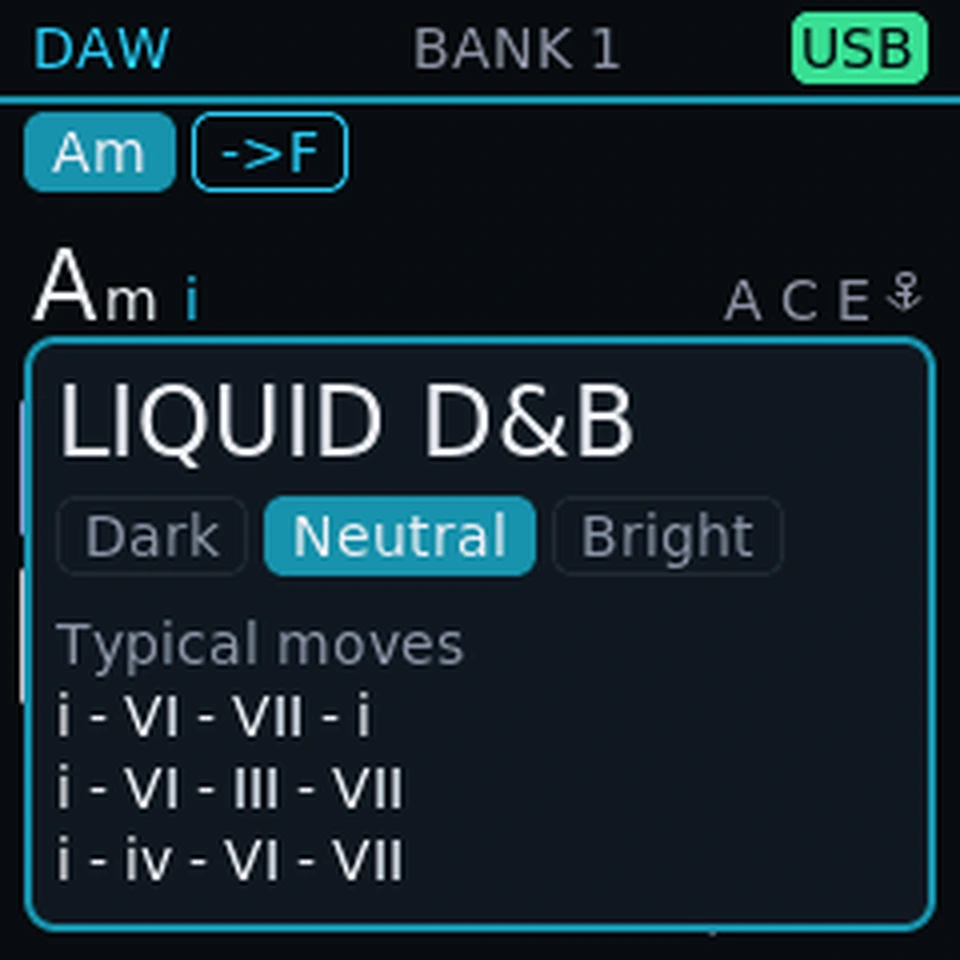 DAW BANK 1 USB
Am ->F
Am i A C E
LIQUID D&B
Dark Neutral Bright
Typical moves
i - VI - VII - i
i - VI - III - VII
i - iv - VI - VII